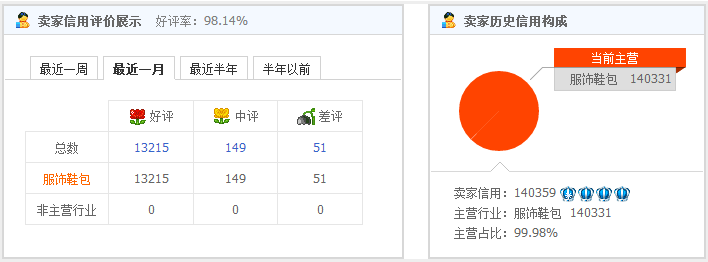 卖家信用评价展示 好评率：98.14%
最近一周 最近一月 最近半年 半年以前
好评 中评 差评
总数 13215 149 51
服饰鞋包 13215 149 51
非主营行业 0 0 0
卖家历史信用构成
当前主营
服饰鞋包 140331
卖家信用：140359
主营行业：服饰鞋包 140331
主营占比：99.98%